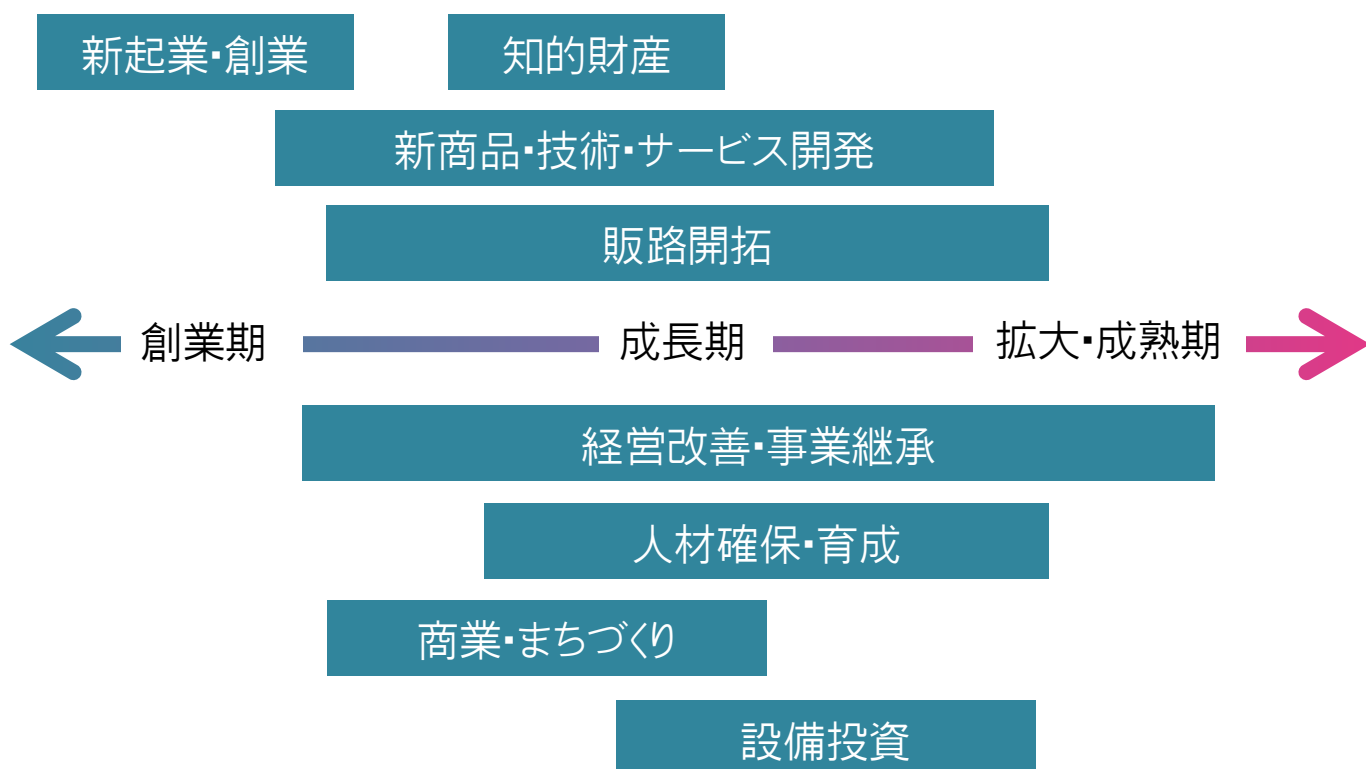 新起業・創業
知的財産
新商品・技術・サービス開発
販路開拓
創業期
成長期
拡大・成熟期
経営改善・事業継承
人材確保・育成
商業・まちづくり
設備投資